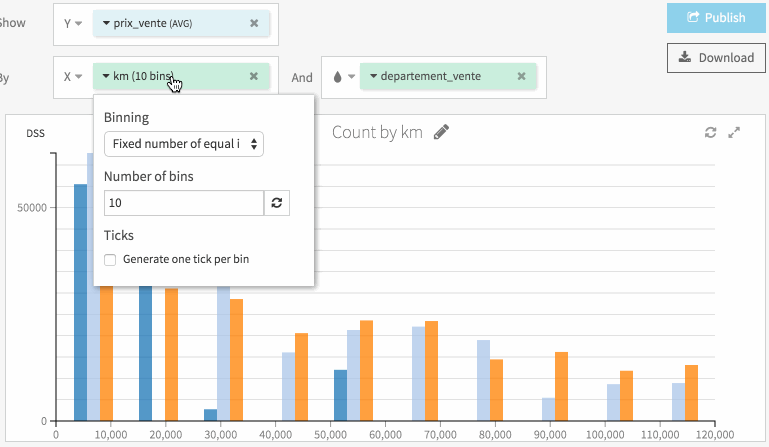 Show
Y
prix_vente (AVG)
Publish
Download
By
X
km (10 bins)
And
departement_vente
DSS
Count by km
Binning
Fixed number of equal i
Number of bins
10
Ticks
Generate one tick per bin
50000
0
0 10,000 20,000 30,000 40,000 50,000 60,000 70,000 80,000 90,000 100,000 110,000 120,000